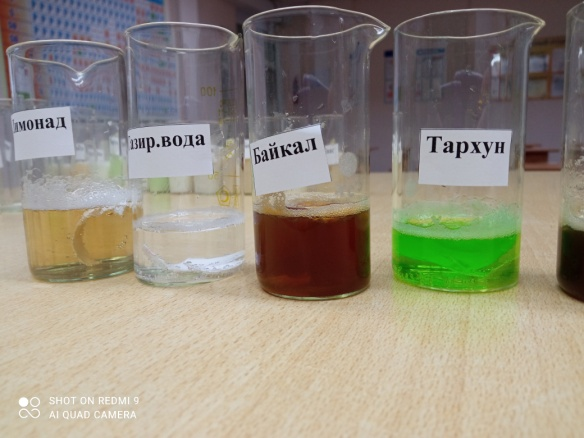 имонад
азир.вода
Байкал
Тархун
SHOT ON REDMI 9
AI QUAD CAMERA